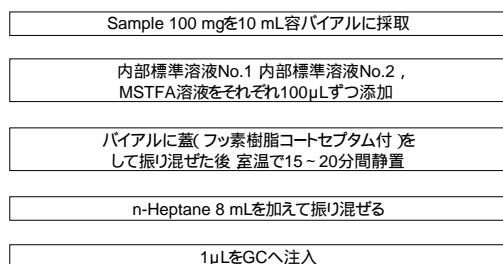 Sample 100 mgを10 mL容バイアルに採取
内部標準溶液No.1 内部標準溶液No.2 ,
MSTFA溶液をそれぞれ100μLずつ添加
バイアルに蓋( フッ素樹脂コートセプタム付 )を
して振り混ぜた後 室温で15 ~ 20分間静置
n-Heptane 8 mLを加えて振り混ぜる
1μLをGCへ注入